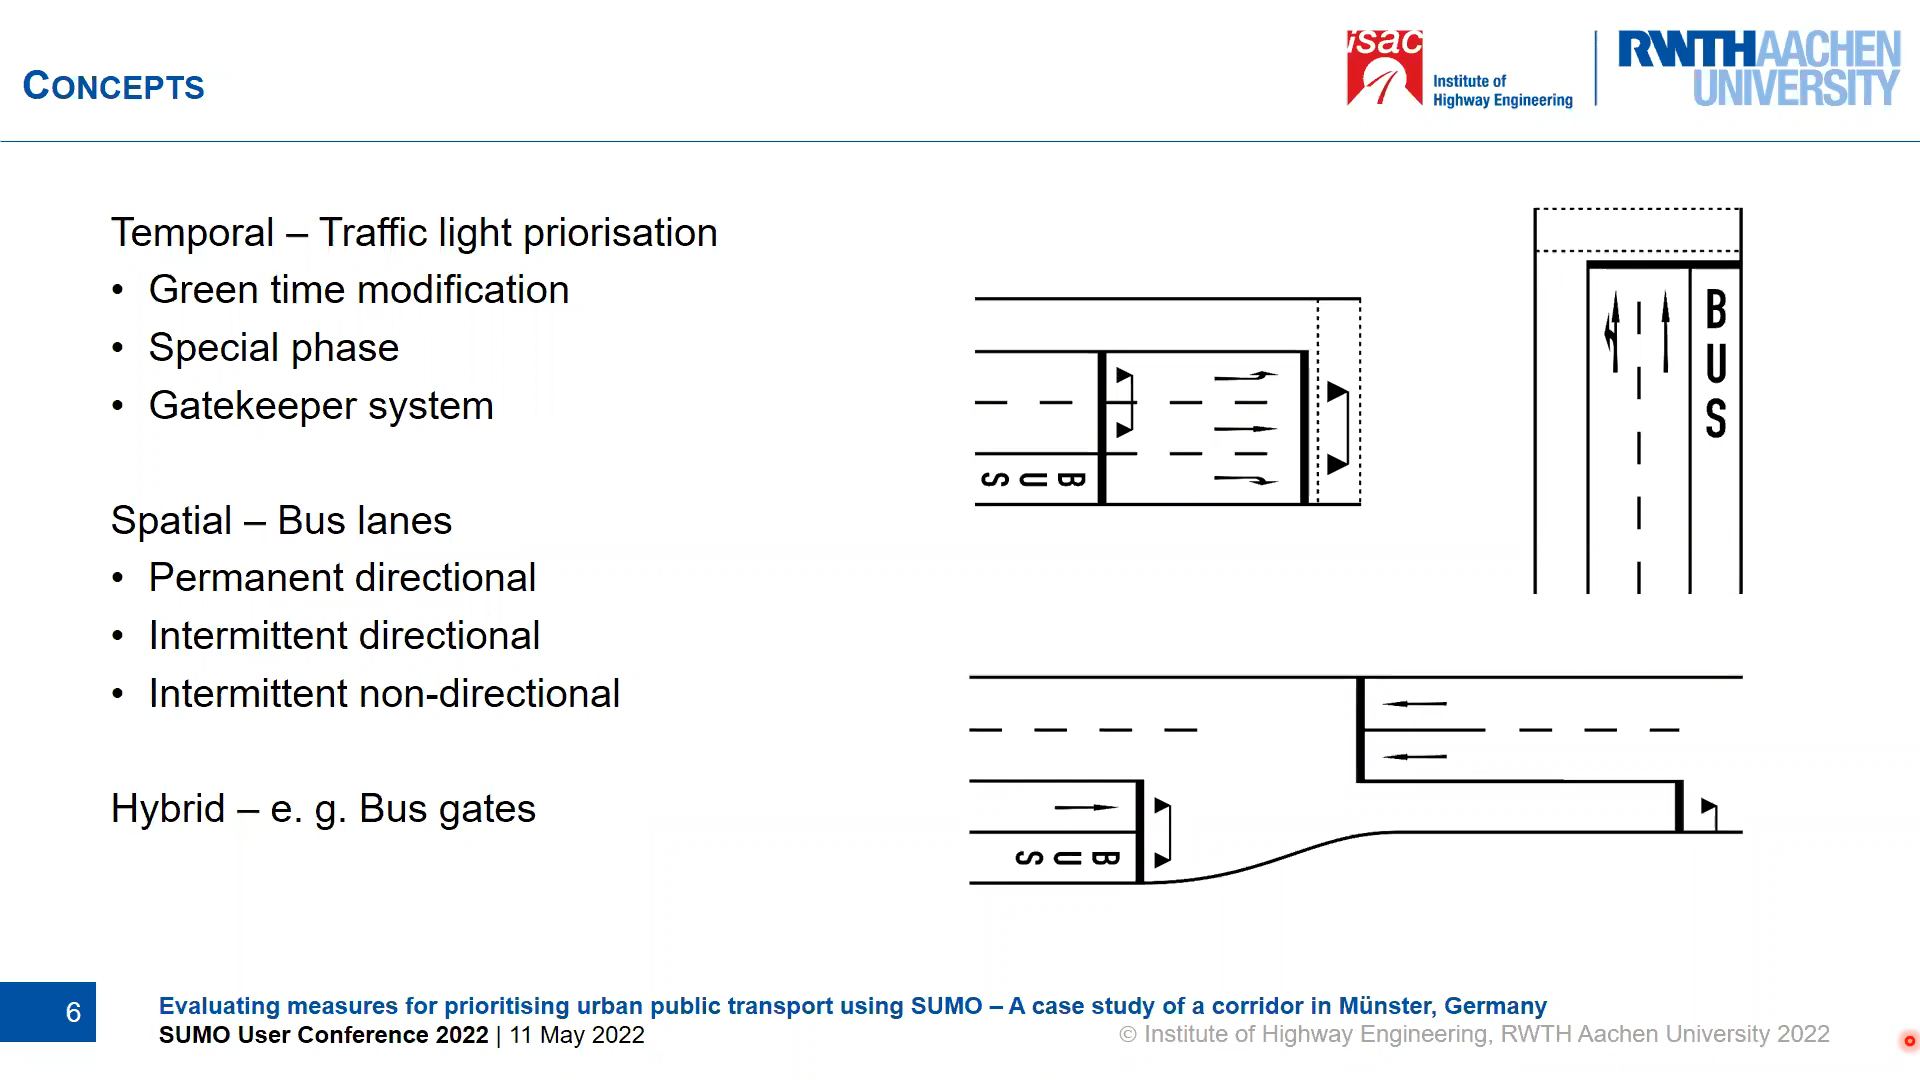 CONCEPTS
isac
Institute of
Highway Engineering
RWTHAACHEN
UNIVERSITY
Temporal – Traffic light priorisation
• Green time modification
• Special phase
• Gatekeeper system
Spatial – Bus lanes
• Permanent directional
• Intermittent directional
• Intermittent non-directional
Hybrid – e. g. Bus gates
BUS
BUS
BUS
6
Evaluating measures for prioritising urban public transport using SUMO – A case study of a corridor in Münster, Germany
SUMO User Conference 2022 | 11 May 2022
© Institute of Highway Engineering, RWTH Aachen University 2022